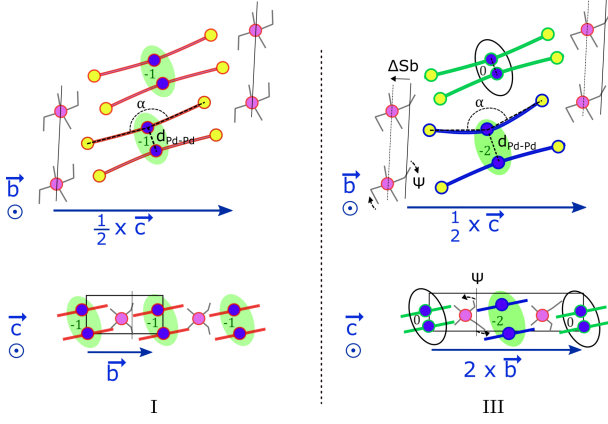 -1
α
-1 d_Pd-Pd
b⃗
½ x c⃗
c⃗
-1 -1 -1
b⃗
I
0
ΔSb
α
-2 d_Pd-Pd
Ψ
b⃗
½ x c⃗
Ψ
0 -2 0
c⃗
2 x b⃗
III